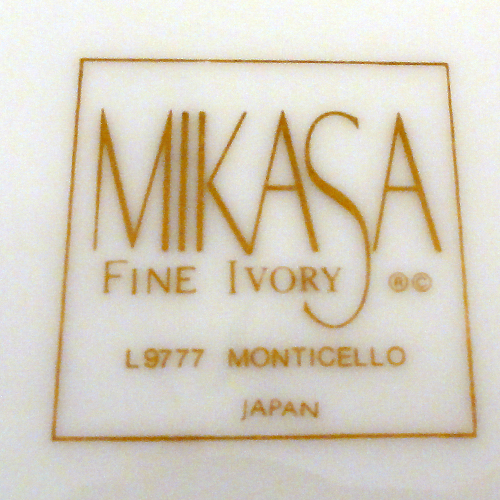 MIKASA
FINE IVORY ®©
L9777 MONTICELLO
JAPAN